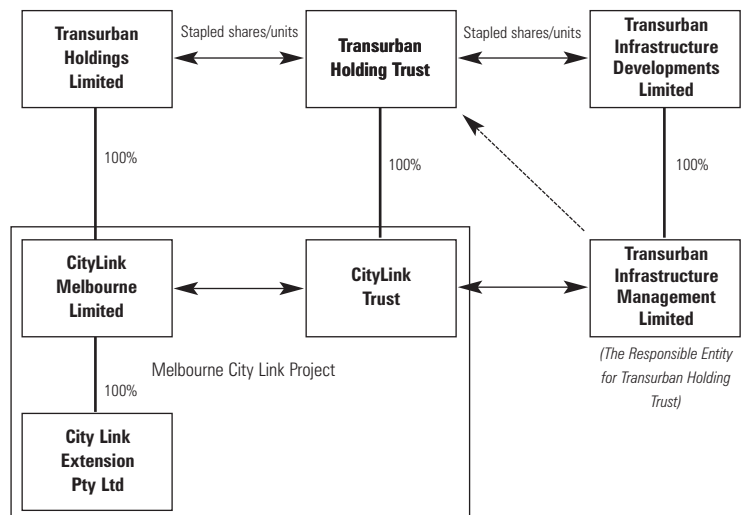 Transurban
Holdings
Limited
Stapled shares/units
Transurban
Holding Trust
Stapled shares/units
Transurban
Infrastructure
Developments
Limited
100%
100%
100%
CityLink
Melbourne
Limited
CityLink
Trust
Transurban
Infrastructure
Management
Limited
(The Responsible Entity
for Transurban Holding
Trust)
Melbourne City Link Project
100%
City Link
Extension
Pty Ltd